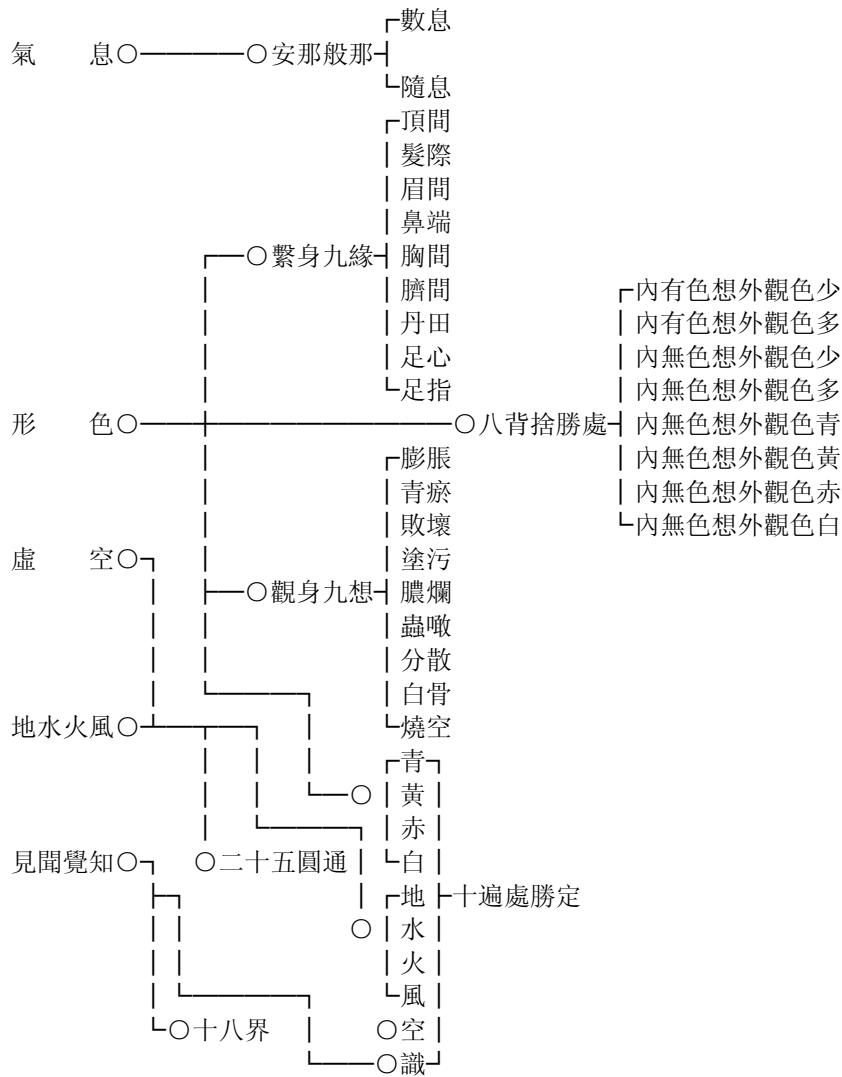 數息
氣息○○安那般那
隨息
頂間
髮際
眉間
鼻端
○繫身九緣 胸間
臍間 內有色想外觀色少
丹田 內有色想外觀色多
足心 內無色想外觀色少
足指 內無色想外觀色多
形色○○八背捨勝處 內無色想外觀色青
膨脹 內無色想外觀色黃
青瘀 內無色想外觀色赤
敗壞 內無色想外觀色白
虛空○ 塗污
○觀身九想 膿爛
蟲噉
分散
白骨
地水火風○ 燒空
青
○黃
赤
見聞覺知○ ○二十五圓通 白
地 十遍處勝定
○水
火
風
○十八界 ○空
○識